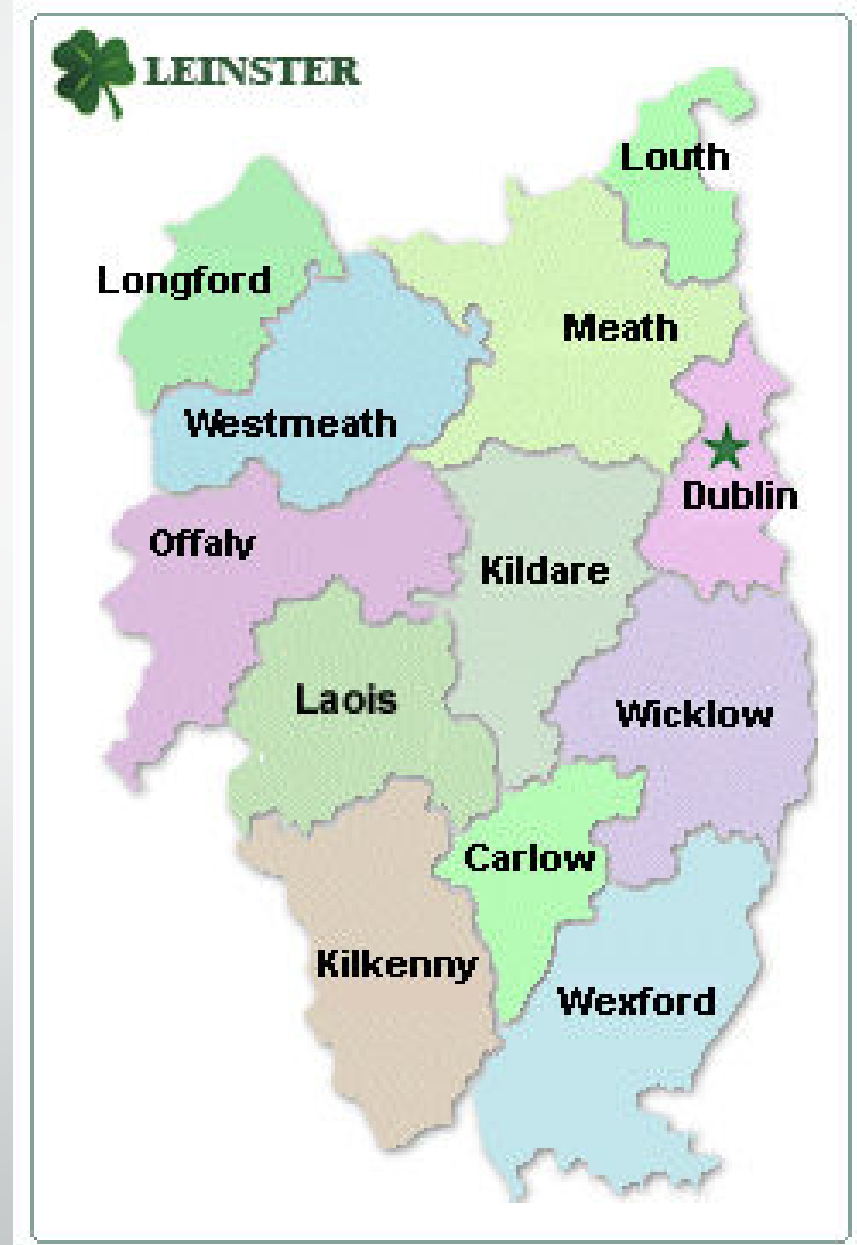 LEINSTER
Louth
Longford
Meath
Westmeath
Dublin
Offaly
Kildare
Laois
Wicklow
Carlow
Kilkenny
Wexford